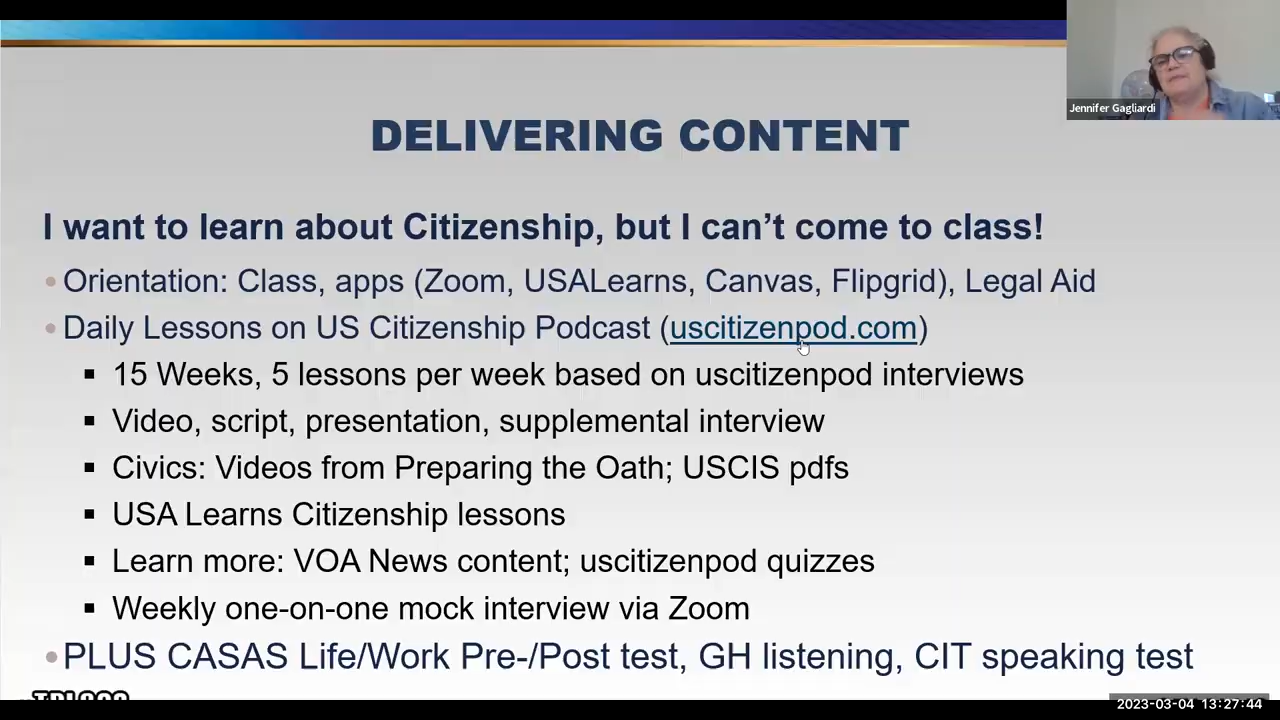 Jennifer Gagliardi
DELIVERING CONTENT
I want to learn about Citizenship, but I can’t come to class!
• Orientation: Class, apps (Zoom, USALearns, Canvas, Flipgrid), Legal Aid
• Daily Lessons on US Citizenship Podcast (uscitizenpod.com)
▪ 15 Weeks, 5 lessons per week based on uscitizenpod interviews
▪ Video, script, presentation, supplemental interview
▪ Civics: Videos from Preparing the Oath; USCIS pdfs
▪ USA Learns Citizenship lessons
▪ Learn more: VOA News content; uscitizenpod quizzes
▪ Weekly one-on-one mock interview via Zoom
• PLUS CASAS Life/Work Pre-/Post test, GH listening, CIT speaking test
2023-03-04 13:27:44